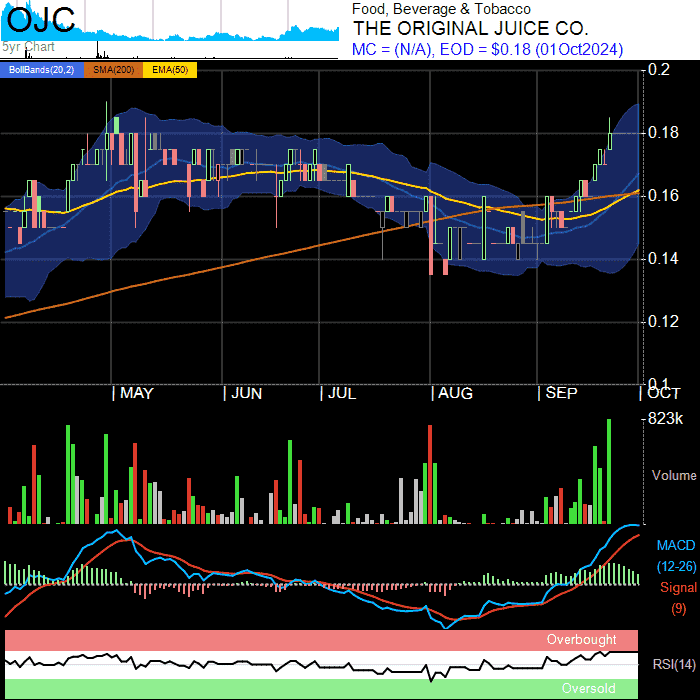 OJC
5yr Chart
Food, Beverage & Tobacco
THE ORIGINAL JUICE CO.
MC = (N/A), EOD = $0.18 (01Oct2024)
BollBands(20,2) SMA(200) EMA(50)
0.2
0.18
0.16
0.14
0.12
0.1
MAY JUN JUL AUG SEP OCT
823k
Volume
MACD
(12-26)
Signal
(9)
Overbought
RSI(14)
Oversold